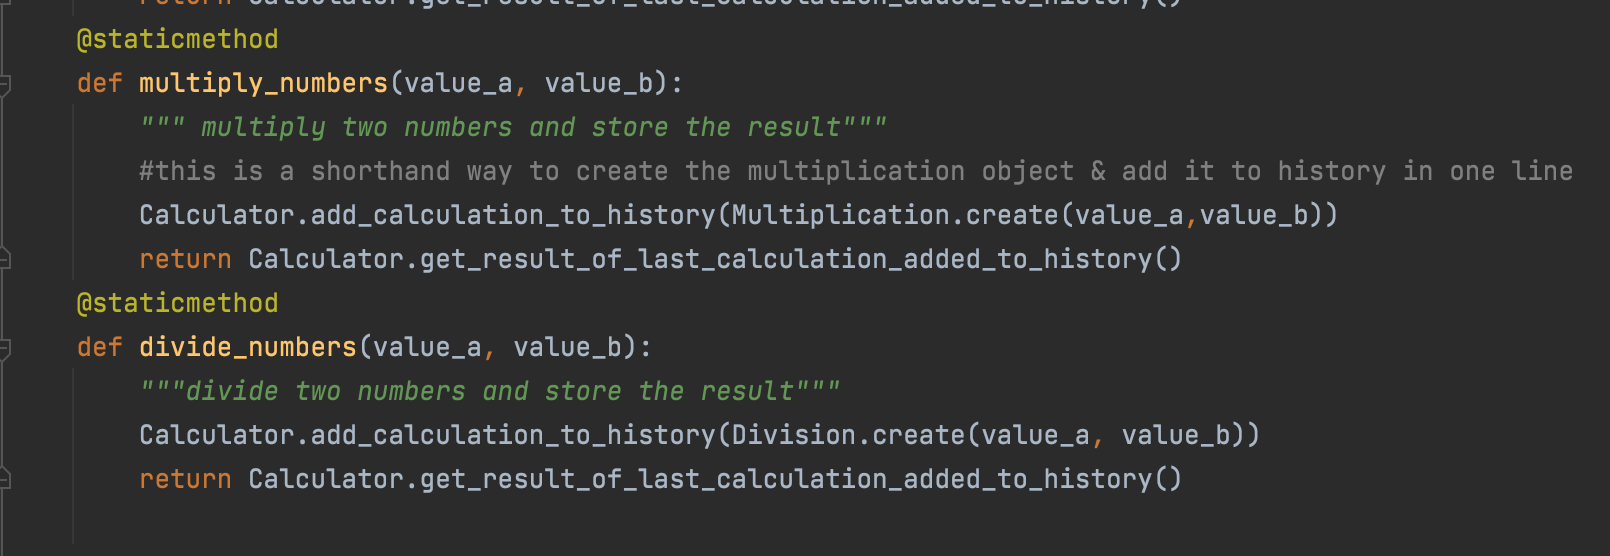 return Calculator.get_result_of_last_calculation_added_to_history()
@staticmethod
def multiply_numbers(value_a, value_b):
""" multiply two numbers and store the result"""
#this is a shorthand way to create the multiplication object & add it to history in one line
Calculator.add_calculation_to_history(Multiplication.create(value_a,value_b))
return Calculator.get_result_of_last_calculation_added_to_history()
@staticmethod
def divide_numbers(value_a, value_b):
"""divide two numbers and store the result"""
Calculator.add_calculation_to_history(Division.create(value_a, value_b))
return Calculator.get_result_of_last_calculation_added_to_history()